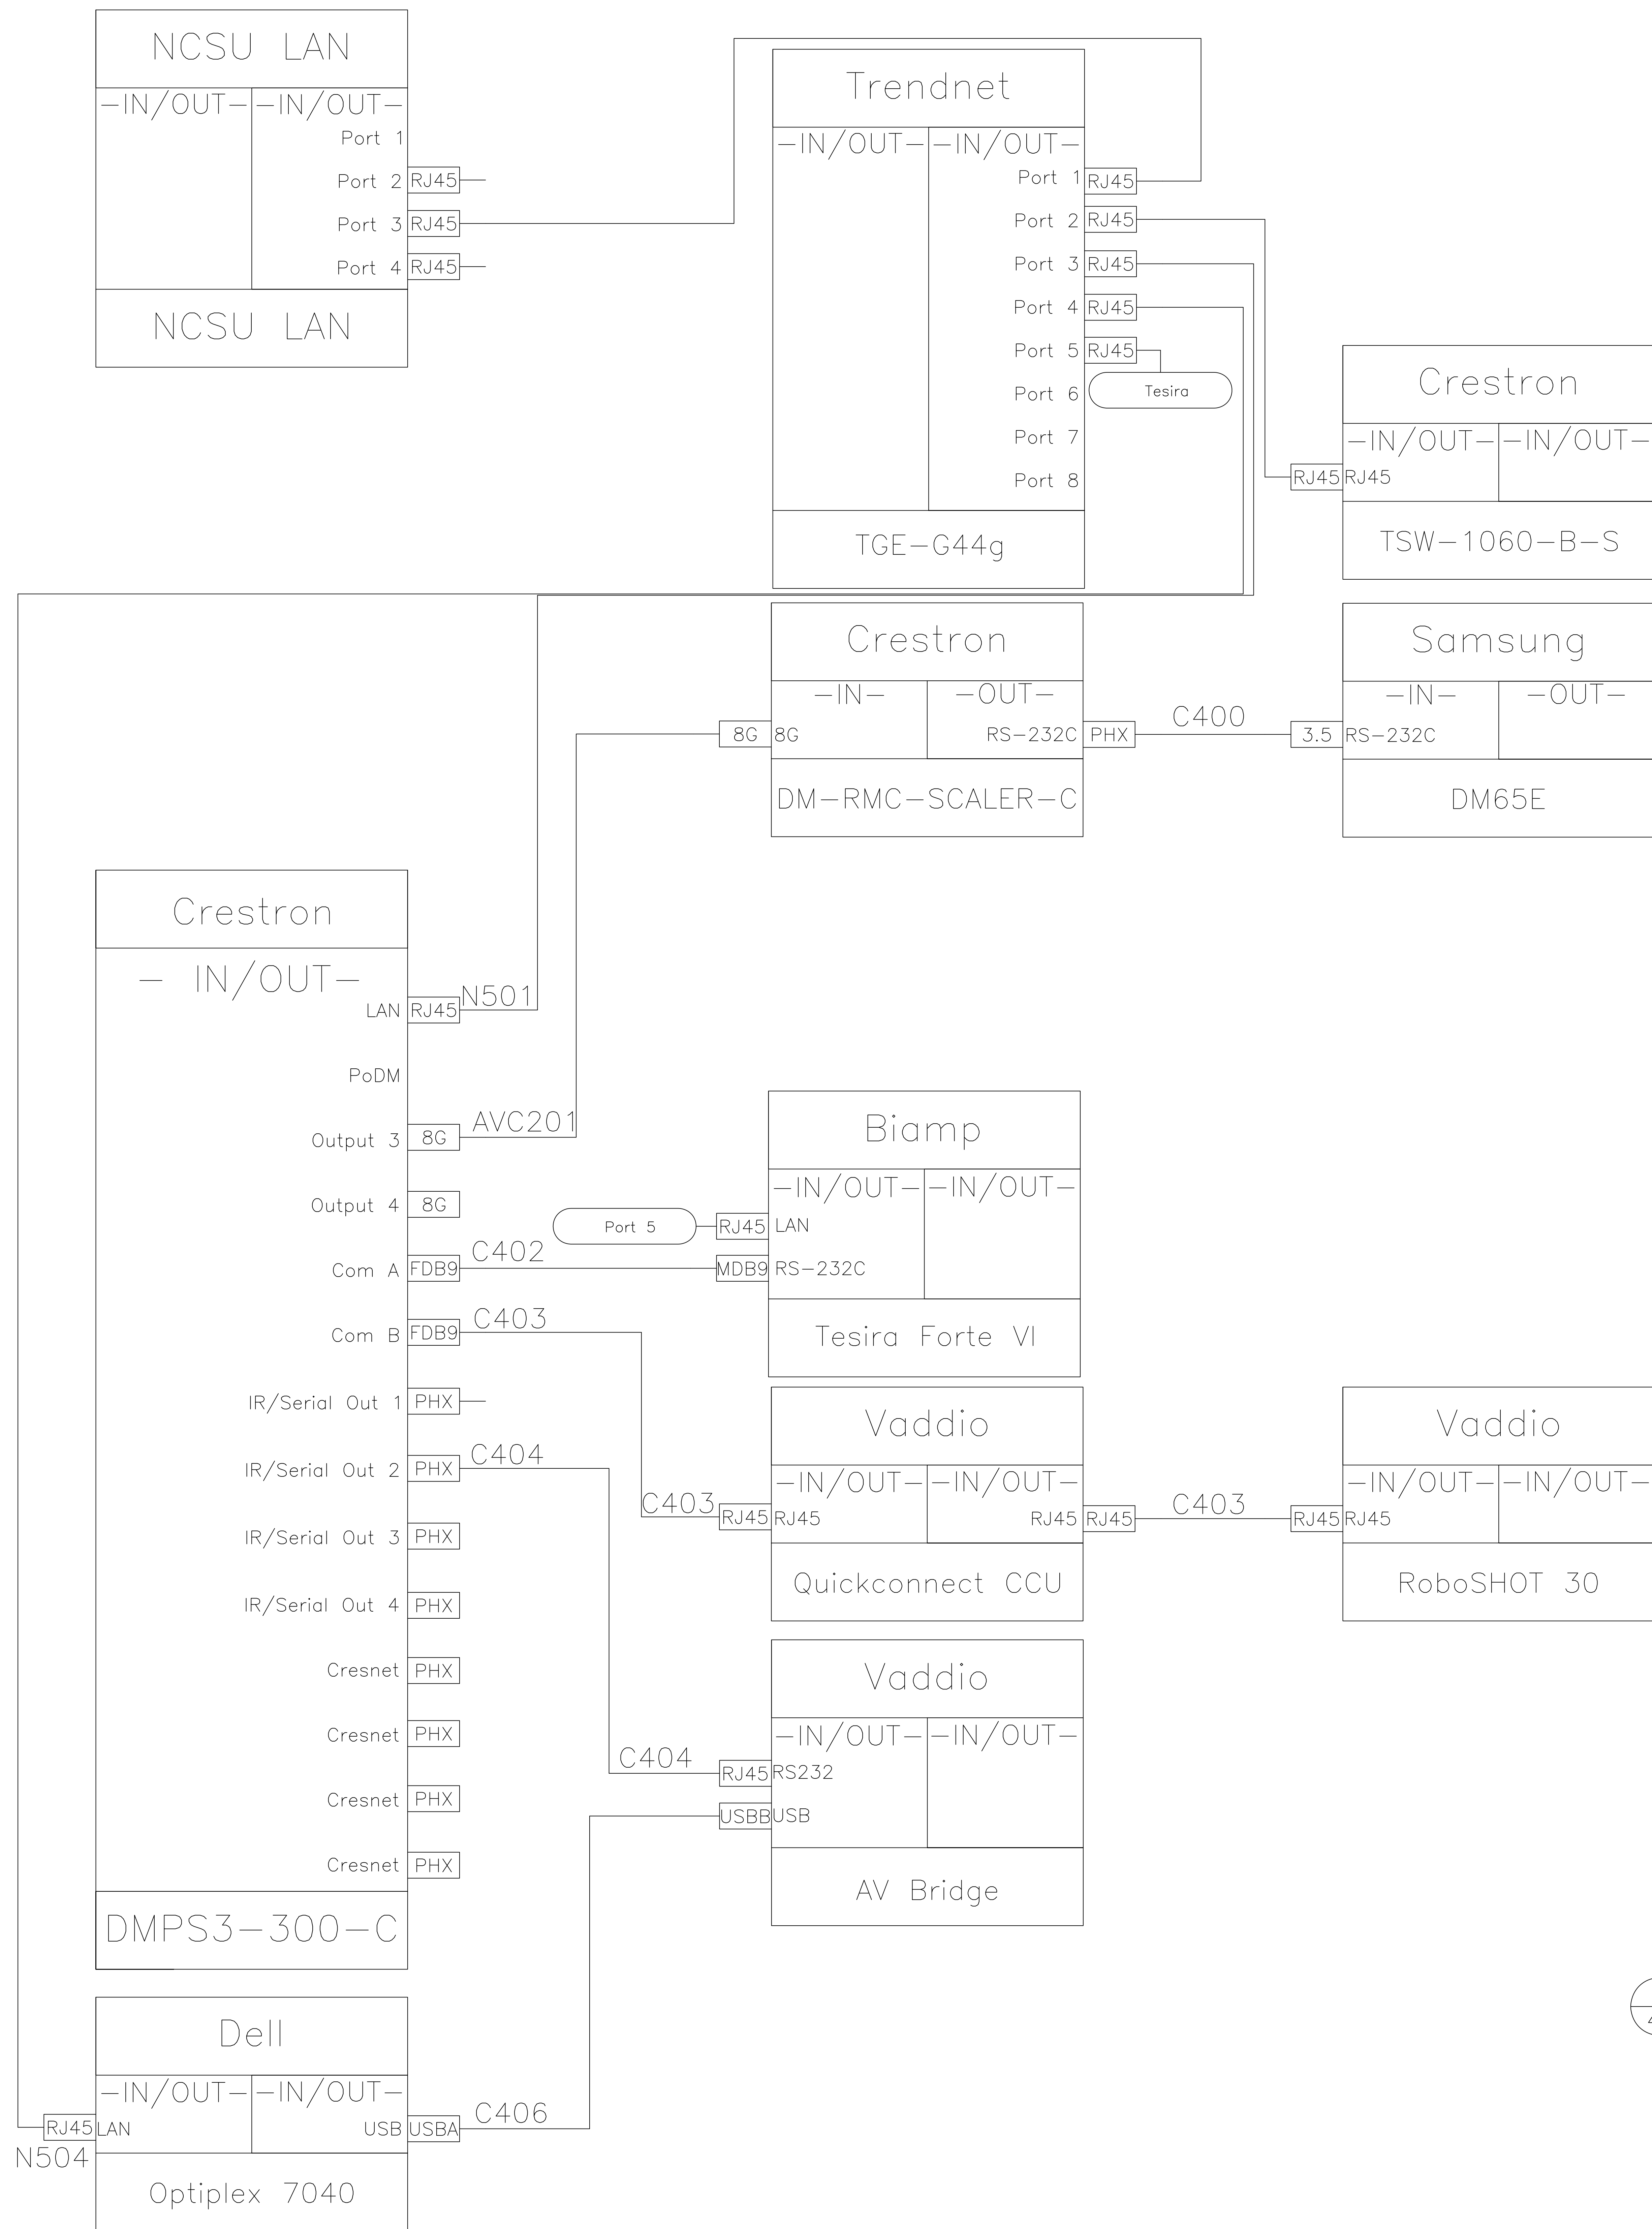 NCSU LAN
-IN/OUT- -IN/OUT-
Port 1
Port 2 RJ45
Port 3 RJ45
Port 4 RJ45
NCSU LAN
Trendnet
-IN/OUT- -IN/OUT-
Port 1 RJ45
Port 2 RJ45
Port 3 RJ45
Port 4 RJ45
Port 5 RJ45
Tesira
Port 6
Port 7
Port 8
TGE-G44g
Crestron
-IN/OUT- -IN/OUT-
RJ45 RJ45
TSW-1060-B-S
Crestron
-IN- -OUT-
8G 8G RS-232C PHX
C400
DM-RMC-SCALER-C
Samsung
-IN- -OUT-
3.5 RS-232C
DM65E
Crestron
- IN/OUT-
LAN RJ45 N501
PoDM
Output 3 8G AVC201
Output 4 8G
Com A FDB9 C402
Com B FDB9 C403
IR/Serial Out 1 PHX
IR/Serial Out 2 PHX C404
IR/Serial Out 3 PHX
IR/Serial Out 4 PHX
Cresnet PHX
Cresnet PHX
Cresnet PHX
Cresnet PHX
DMPS3-300-C
Biamp
-IN/OUT- -IN/OUT-
Port 5 RJ45 LAN
MDB9 RS-232C
Tesira Forte VI
Vaddio
-IN/OUT- -IN/OUT-
C403 RJ45 RJ45 RJ45 RJ45
C403
Quickconnect CCU
Vaddio
-IN/OUT- -IN/OUT-
RJ45 RJ45
RoboSHOT 30
Vaddio
-IN/OUT- -IN/OUT-
C404 RJ45 RS232
USBB USB
AV Bridge
Dell
-IN/OUT- -IN/OUT-
RJ45 LAN USB USBA C406
N504
Optiplex 7040